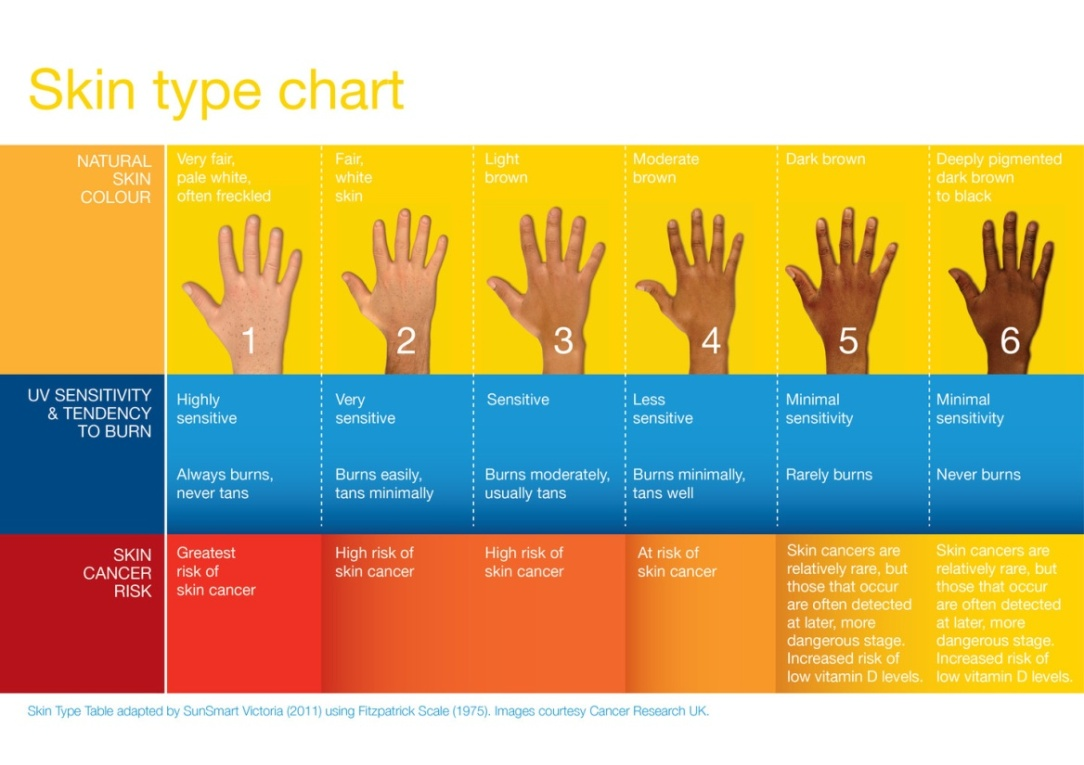 Skin type chart
NATURAL
SKIN
COLOUR
Very fair,
pale white,
often freckled
Fair,
white
skin
Light
brown
Moderate
brown
Dark brown
Deeply pigmented
dark brown
to black
1
2
3
4
5
6
UV SENSITIVITY
& TENDENCY
TO BURN
Highly
sensitive
Very
sensitive
Sensitive
Less
sensitive
Minimal
sensitivity
Minimal
sensitivity
Always burns,
never tans
Burns easily,
tans minimally
Burns moderately,
usually tans
Burns minimally,
tans well
Rarely burns
Never burns
SKIN
CANCER
RISK
Greatest
risk of
skin cancer
High risk of
skin cancer
High risk of
skin cancer
At risk of
skin cancer
Skin cancers are
relatively rare, but
those that occur
are often detected
at later, more
dangerous stage.
Increased risk of
low vitamin D levels.
Skin cancers are
relatively rare, but
those that occur
are often detected
at later, more
dangerous stage.
Increased risk of
low vitamin D levels.
Skin Type Table adapted by SunSmart Victoria (2011) using Fitzpatrick Scale (1975). Images courtesy Cancer Research UK.